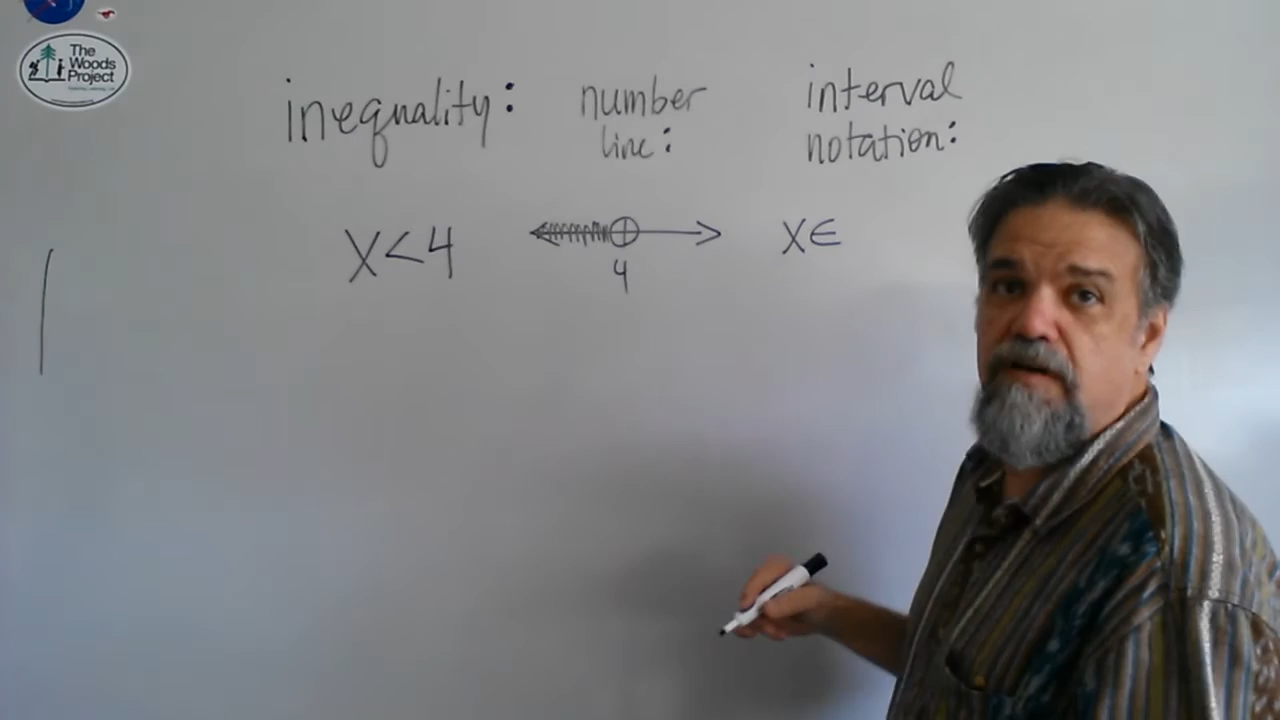 The
Woods
Project
inequality:
number
line:
interval
notation:
X<4
4
X∈